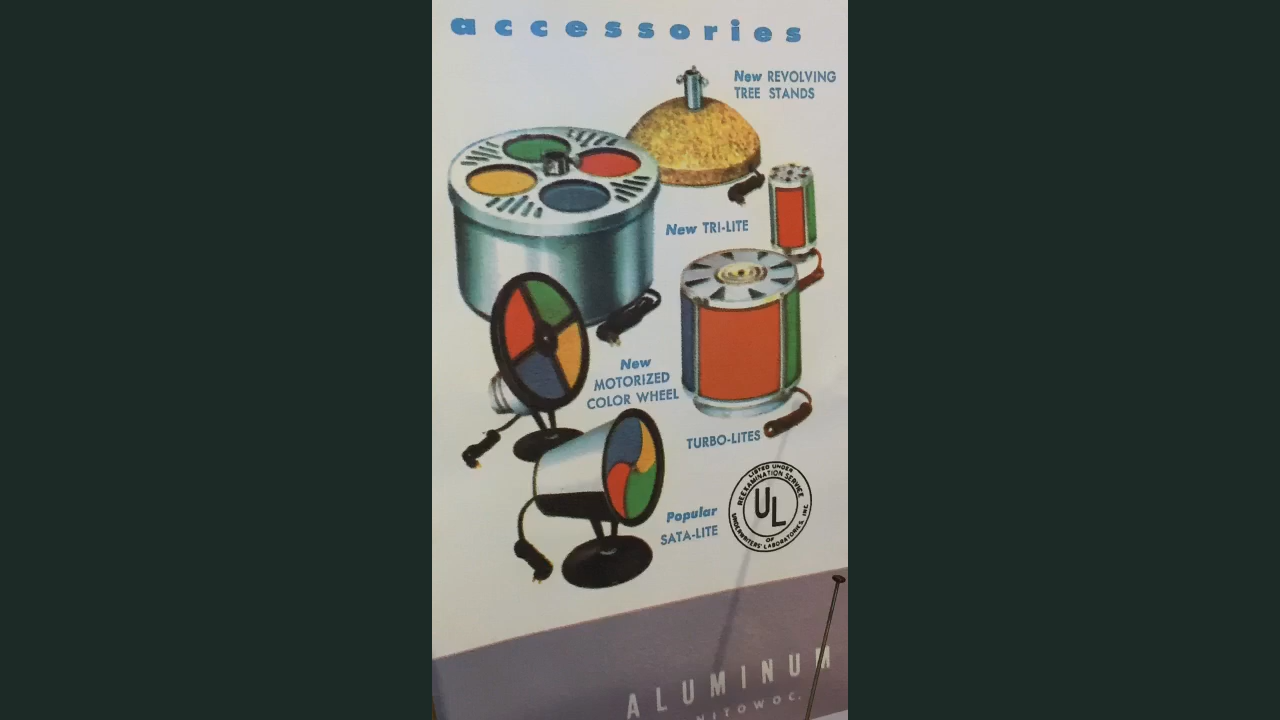 accessories
New REVOLVING
TREE STANDS
New TRI-LITE
New
MOTORIZED
COLOR WHEEL
TURBO-LITES
Popular
SATA-LITE
LISTED UNDER
REEXAMINATION SERVICE
UL
OF
UNDERWRITERS' LABORATORIES, INC.
ALUMINUM
NITOWOC,